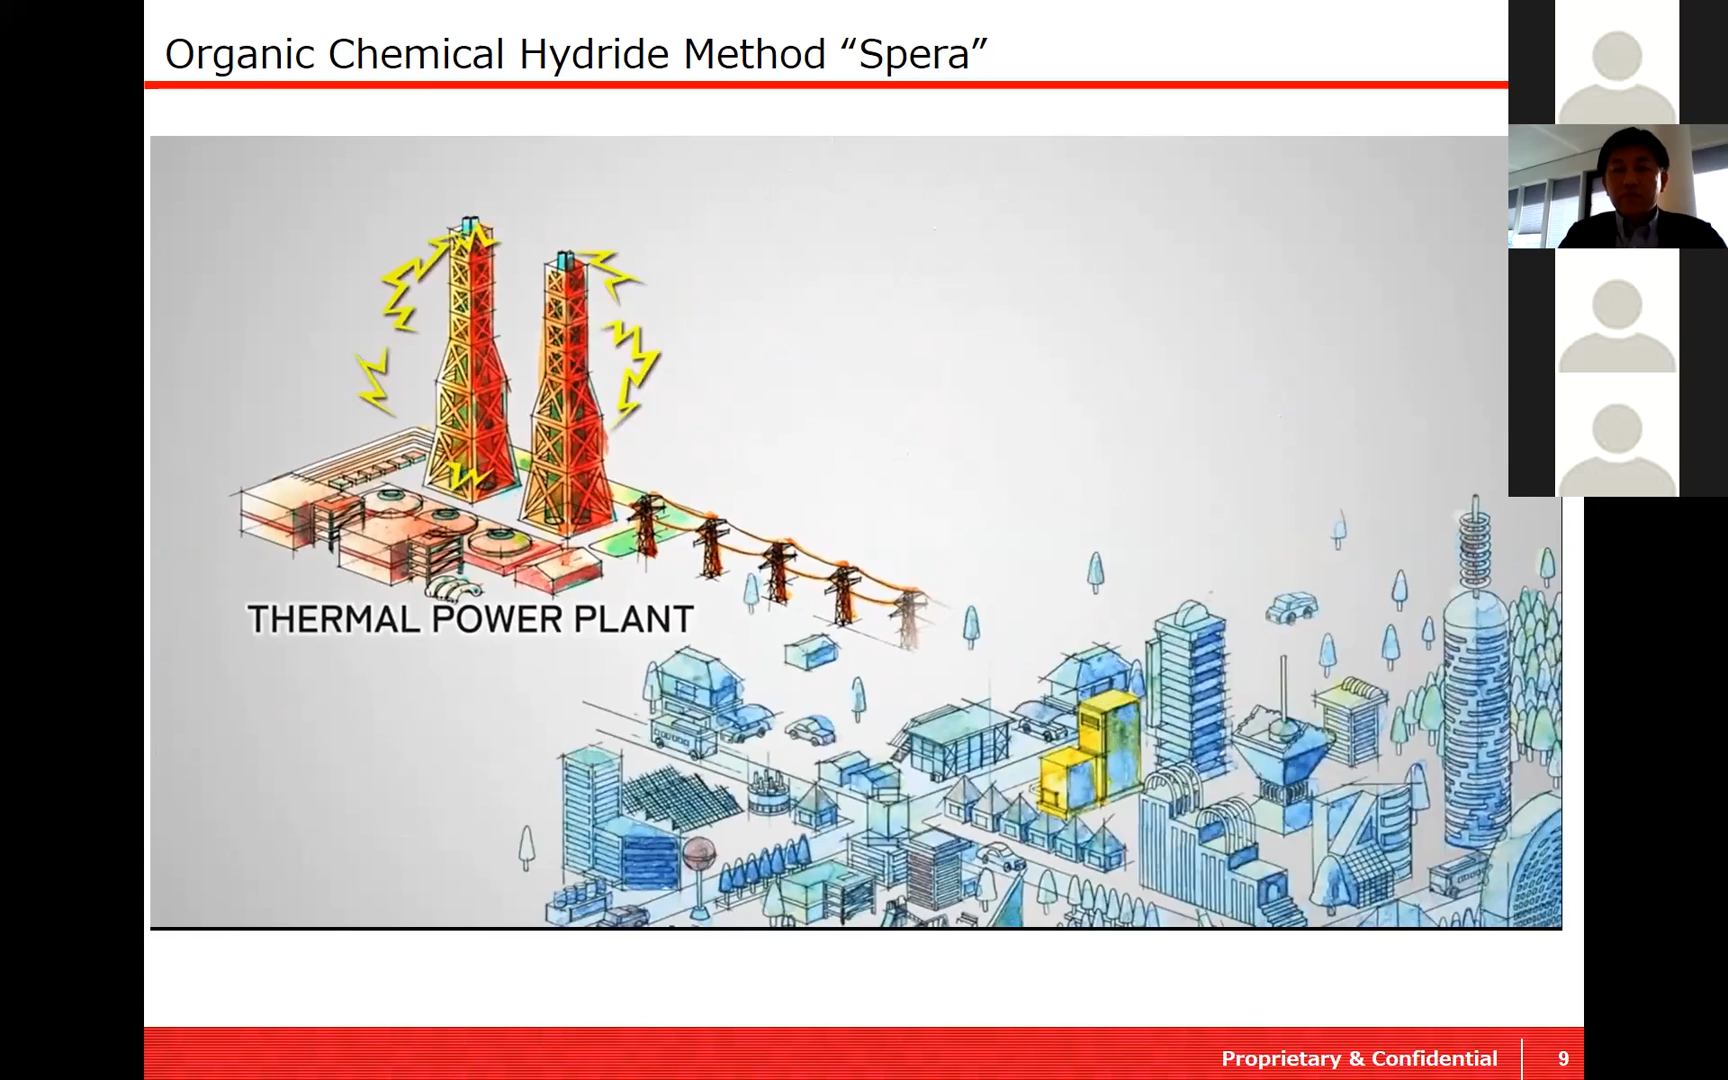 Organic Chemical Hydride Method “Spera”
THERMAL POWER PLANT
Proprietary & Confidential
9